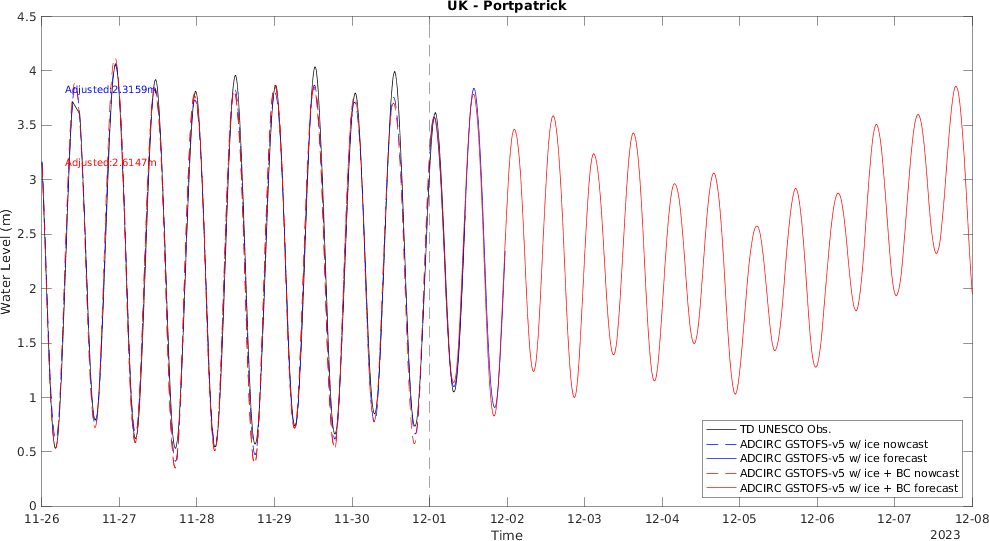 UK - Portpatrick
4.5
4
3.5
3
2.5
2
1.5
1
0.5
0
Water Level (m)
Adjusted:2.3159m
Adjusted:2.6147m
TD UNESCO Obs.
ADCIRC GSTOFS-v5 w/ ice nowcast
ADCIRC GSTOFS-v5 w/ ice forecast
ADCIRC GSTOFS-v5 w/ ice + BC nowcast
ADCIRC GSTOFS-v5 w/ ice + BC forecast
11-26 11-27 11-28 11-29 11-30 12-01 12-02 12-03 12-04 12-05 12-06 12-07 12-08
Time
2023